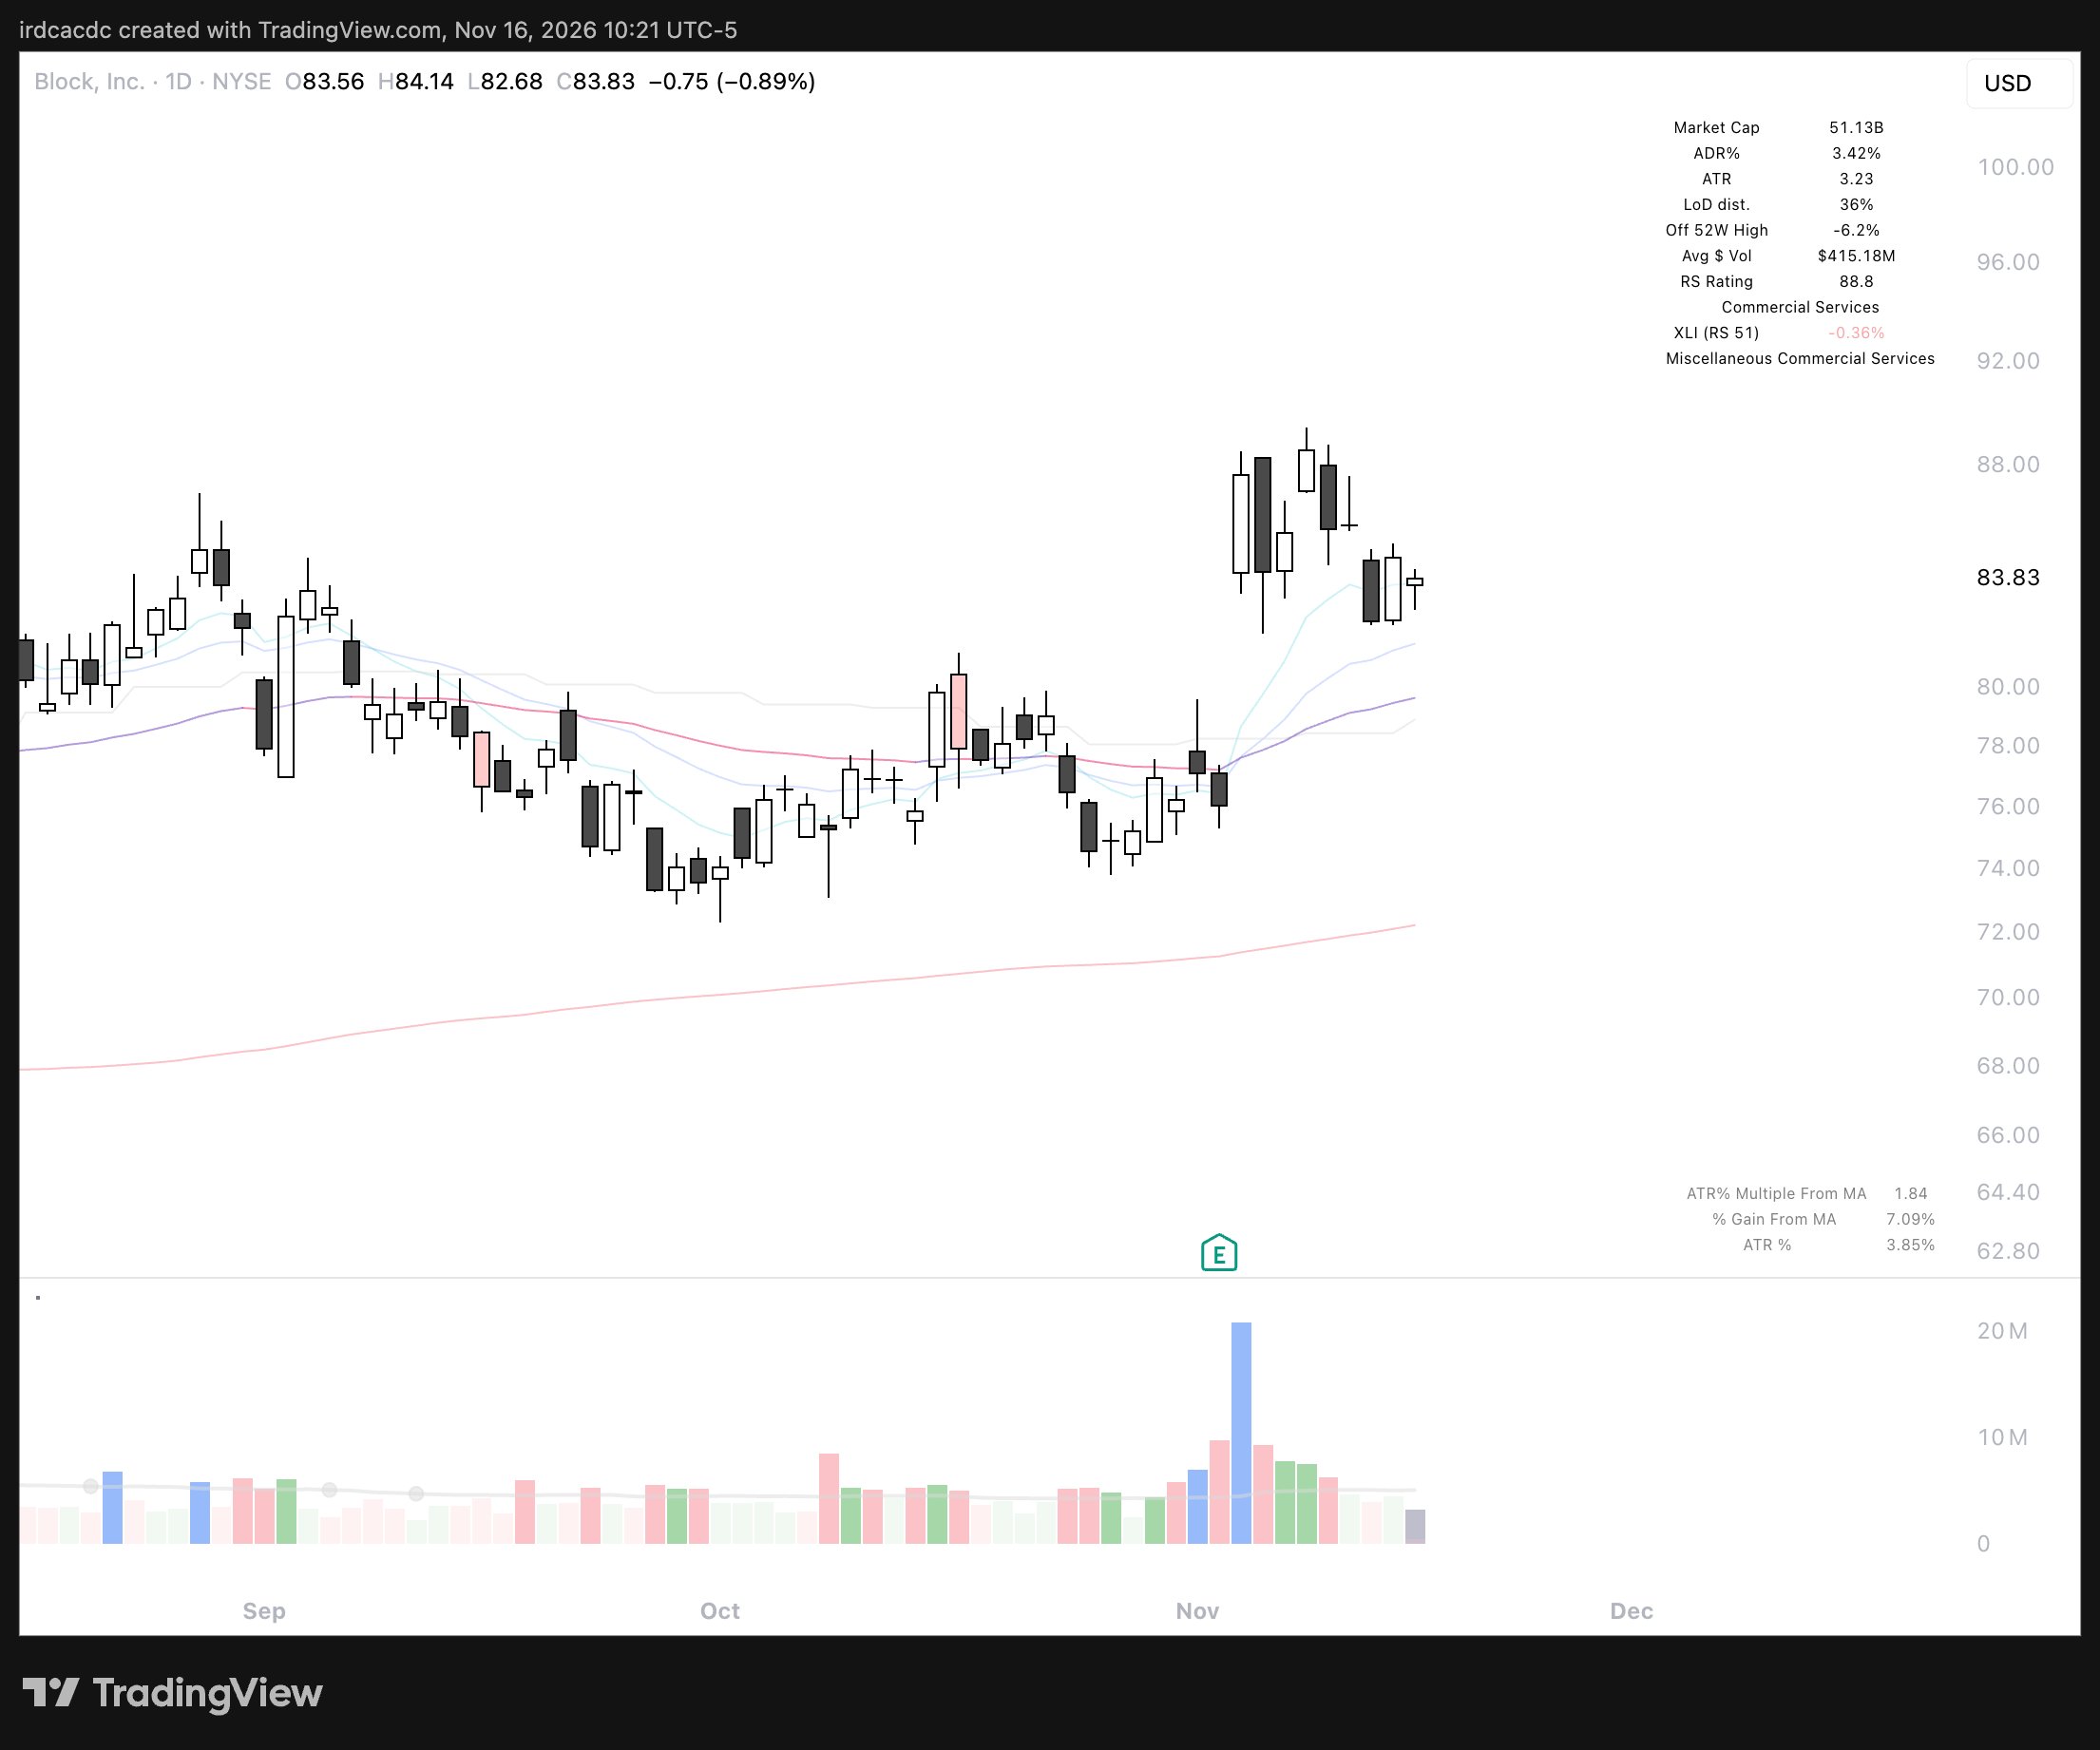 irdcacdc created with TradingView.com, Nov 16, 2026 10:21 UTC-5
Block, Inc. · 1D · NYSE O83.56 H84.14 L82.68 C83.83 −0.75 (−0.89%)
USD
Market Cap 51.13B
ADR% 3.42%
ATR 3.23
LoD dist. 36%
Off 52W High -6.2%
Avg $ Vol $415.18M
RS Rating 88.8
Commercial Services
XLI (RS 51) -0.36%
Miscellaneous Commercial Services
100.00
96.00
92.00
88.00
83.83
80.00
78.00
76.00
74.00
72.00
70.00
68.00
66.00
64.40
62.80
ATR% Multiple From MA 1.84
% Gain From MA 7.09%
ATR % 3.85%
E
20 M
10 M
0
Sep Oct Nov Dec
TradingView